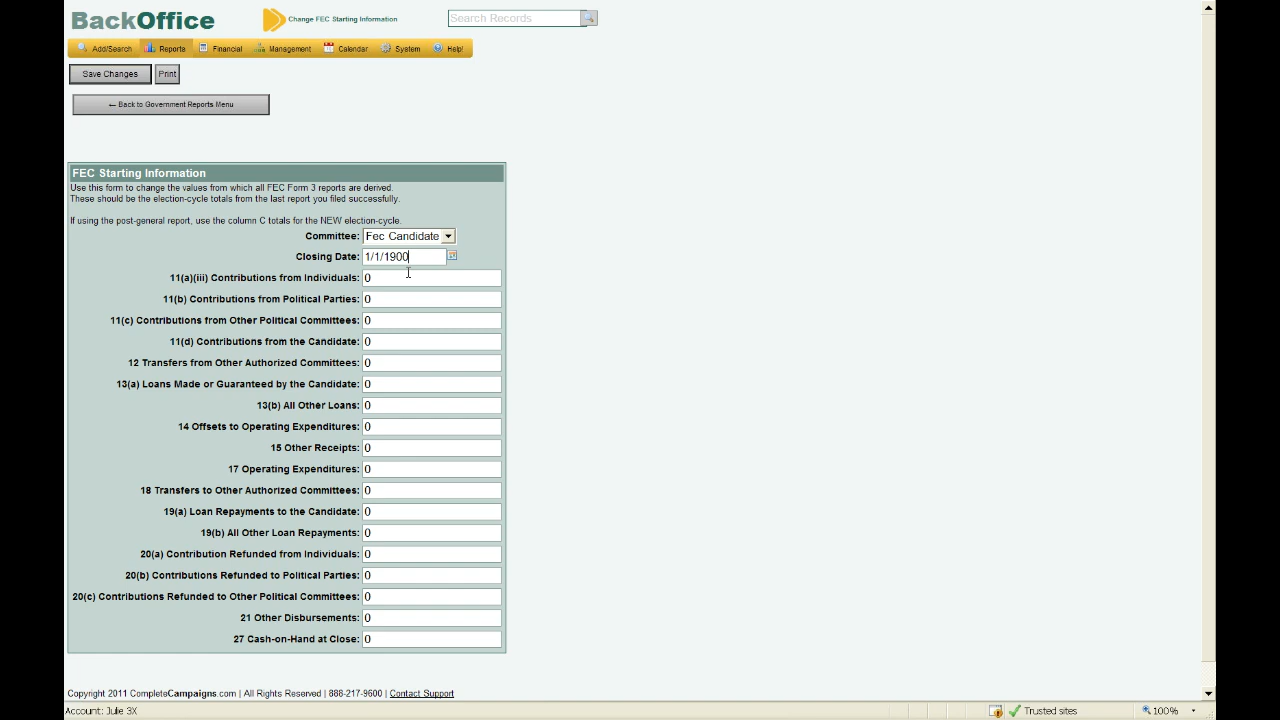 BackOffice
Change FEC Starting Information
Search Records
Add/Search Reports Financial Management Calendar System Help!
Save Changes Print
← Back to Government Reports Menu
FEC Starting Information
Use this form to change the values from which all FEC Form 3 reports are derived.
These should be the election-cycle totals from the last report you filed successfully.
If using the post-general report, use the column C totals for the NEW election-cycle.
Committee: Fec Candidate
Closing Date: 1/1/1900
11(a)(iii) Contributions from Individuals: 0
11(b) Contributions from Political Parties: 0
11(c) Contributions from Other Political Committees: 0
11(d) Contributions from the Candidate: 0
12 Transfers from Other Authorized Committees: 0
13(a) Loans Made or Guaranteed by the Candidate: 0
13(b) All Other Loans: 0
14 Offsets to Operating Expenditures: 0
15 Other Receipts: 0
17 Operating Expenditures: 0
18 Transfers to Other Authorized Committees: 0
19(a) Loan Repayments to the Candidate: 0
19(b) All Other Loan Repayments: 0
20(a) Contribution Refunded from Individuals: 0
20(b) Contributions Refunded to Political Parties: 0
20(c) Contributions Refunded to Other Political Committees: 0
21 Other Disbursements: 0
27 Cash-on-Hand at Close: 0
Copyright 2011 CompleteCampaigns.com | All Rights Reserved | 888-217-9600 | Contact Support
Account: Julie 3X Trusted sites 100%